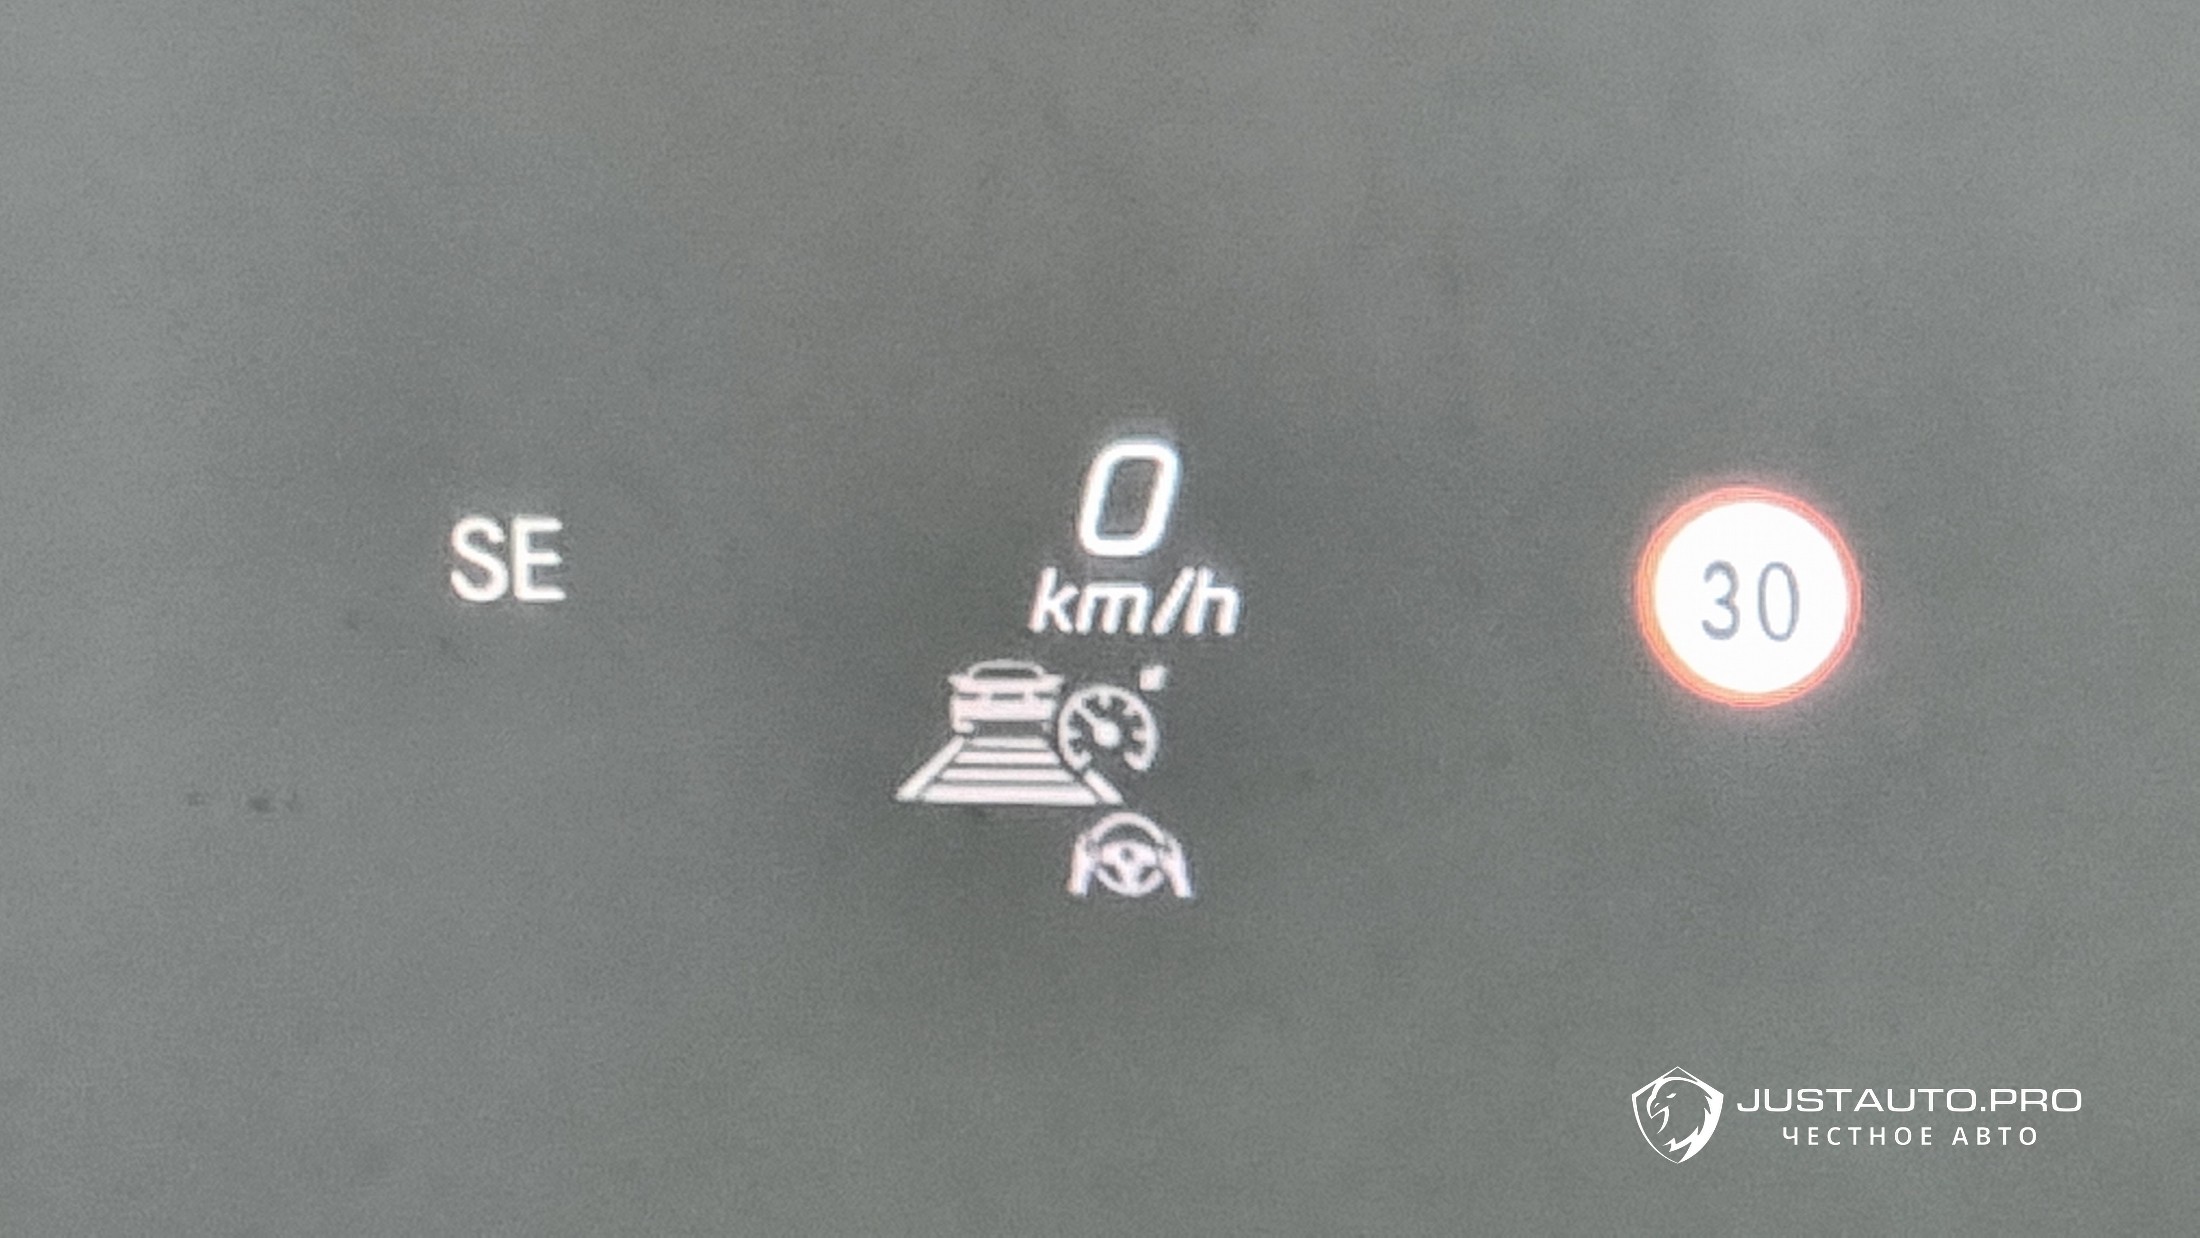 SE
0
km/h
30
JUSTAUTO.PRO
ЧЕСТНОЕ АВТО